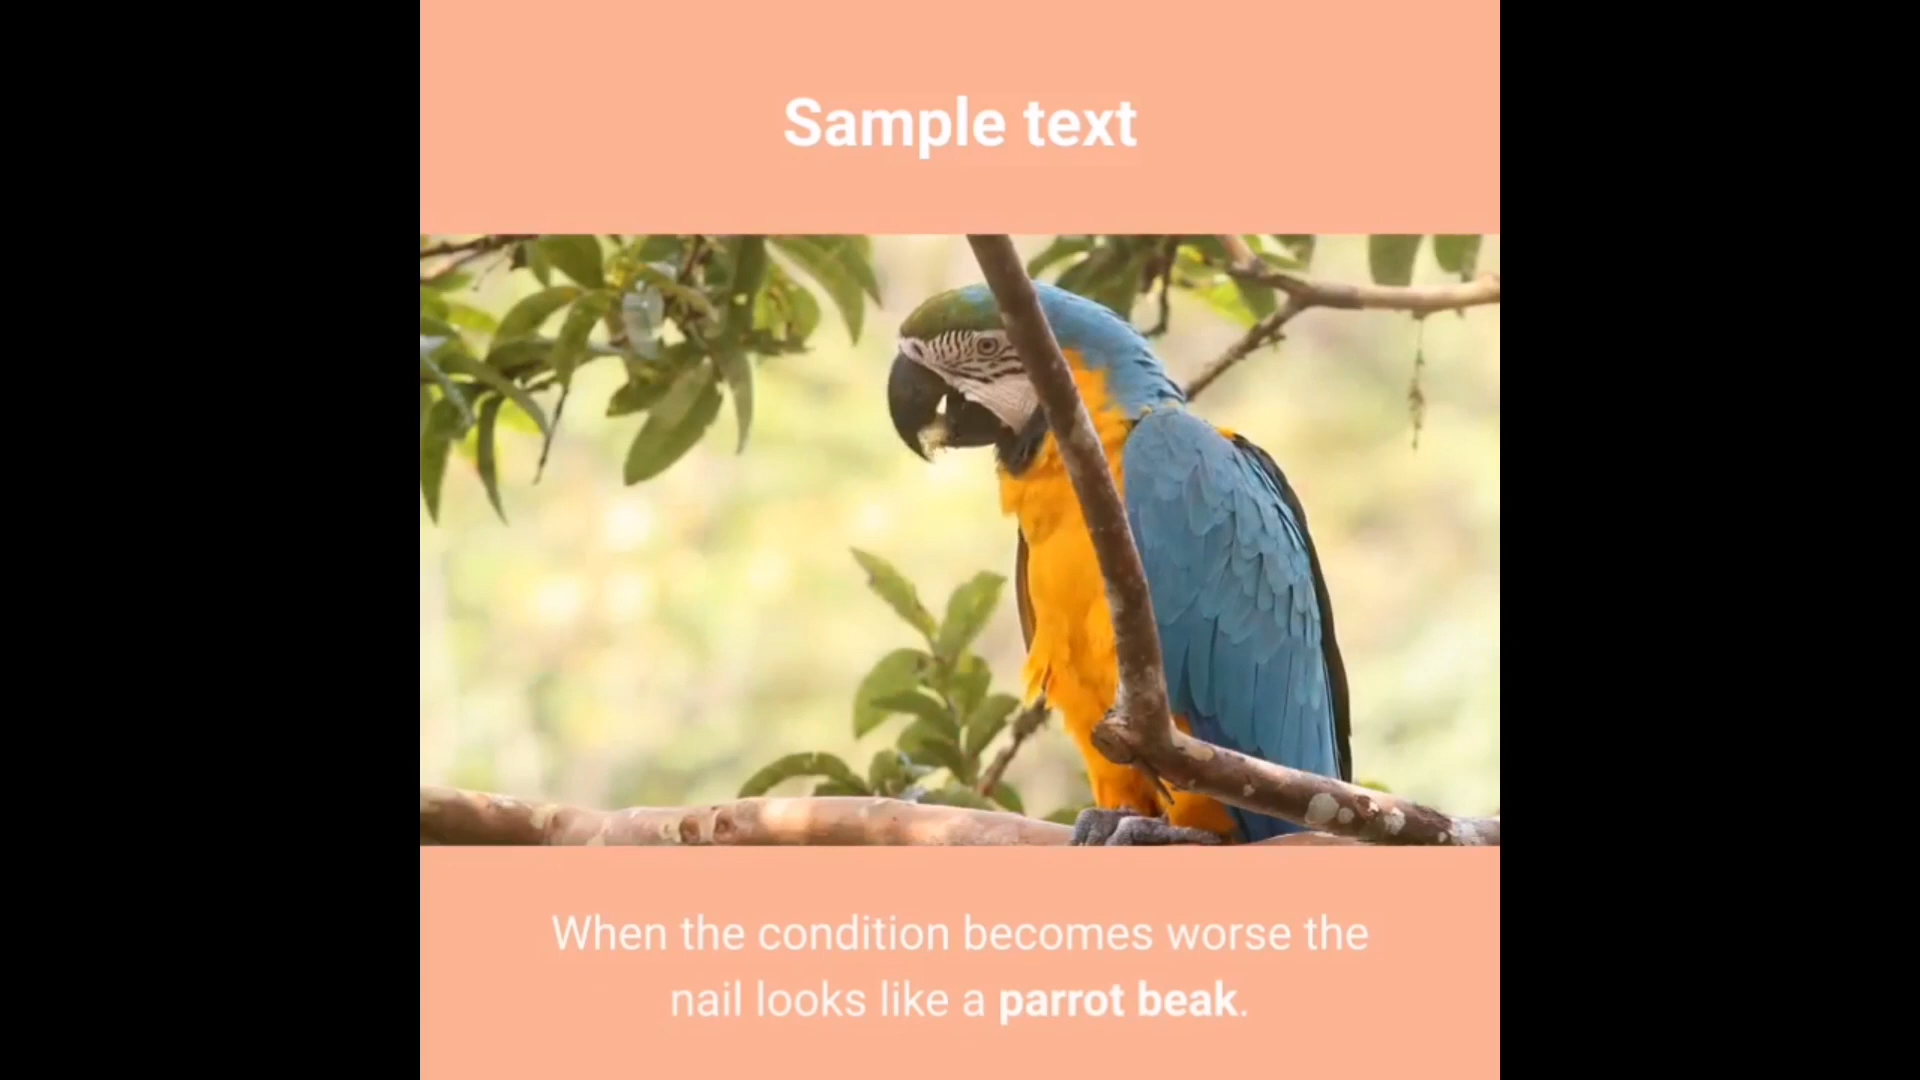 Sample text
When the condition becomes worse the
nail looks like a parrot beak.